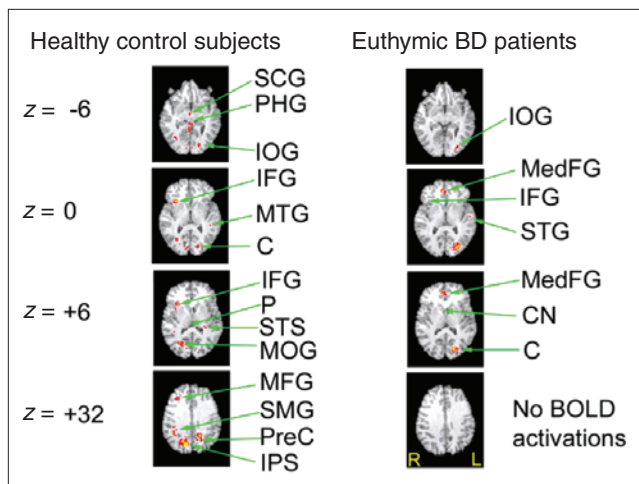 Healthy control subjects
Euthymic BD patients
z = -6
SCG
PHG
IOG
IOG
z = 0
IFG
MTG
C
MedFG
IFG
STG
z = +6
IFG
P
STS
MOG
MedFG
CN
C
z = +32
MFG
SMG
PreC
IPS
No BOLD
activations
R L